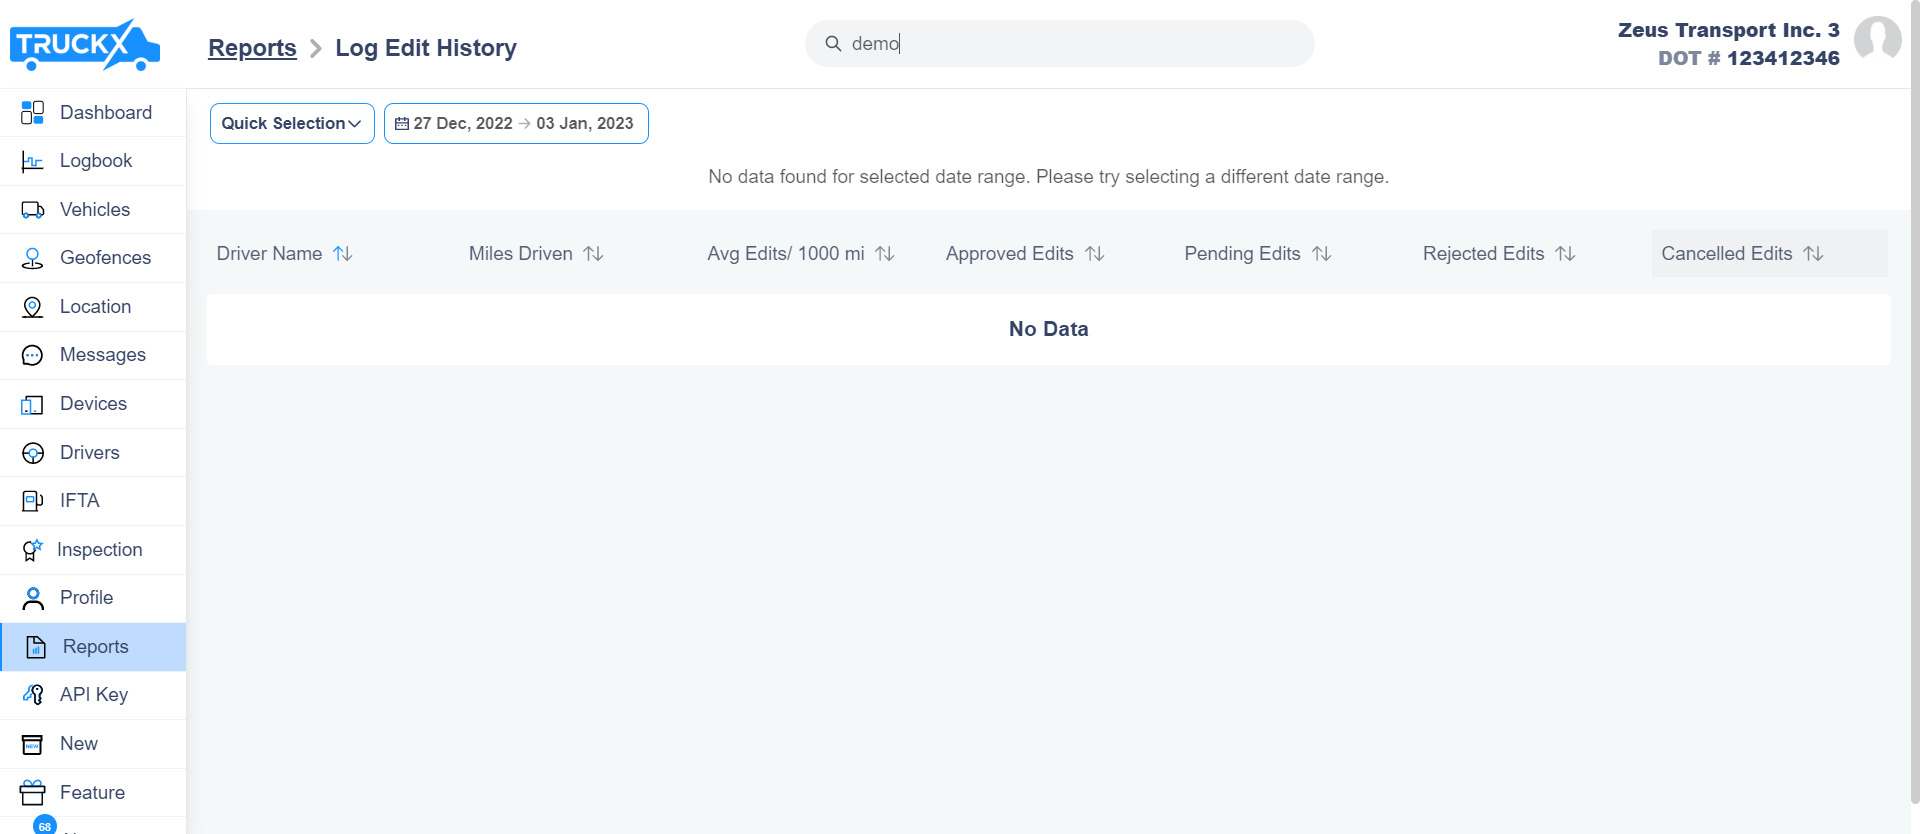 TRUCKX
Reports > Log Edit History
demo
Zeus Transport Inc. 3
DOT # 123412346
Dashboard
Logbook
Vehicles
Geofences
Location
Messages
Devices
Drivers
IFTA
Inspection
Profile
Reports
API Key
NEW
New
Feature
68
Quick Selection
27 Dec, 2022 → 03 Jan, 2023
No data found for selected date range. Please try selecting a different date range.
Driver Name Miles Driven Avg Edits/ 1000 mi Approved Edits Pending Edits Rejected Edits Cancelled Edits
No Data